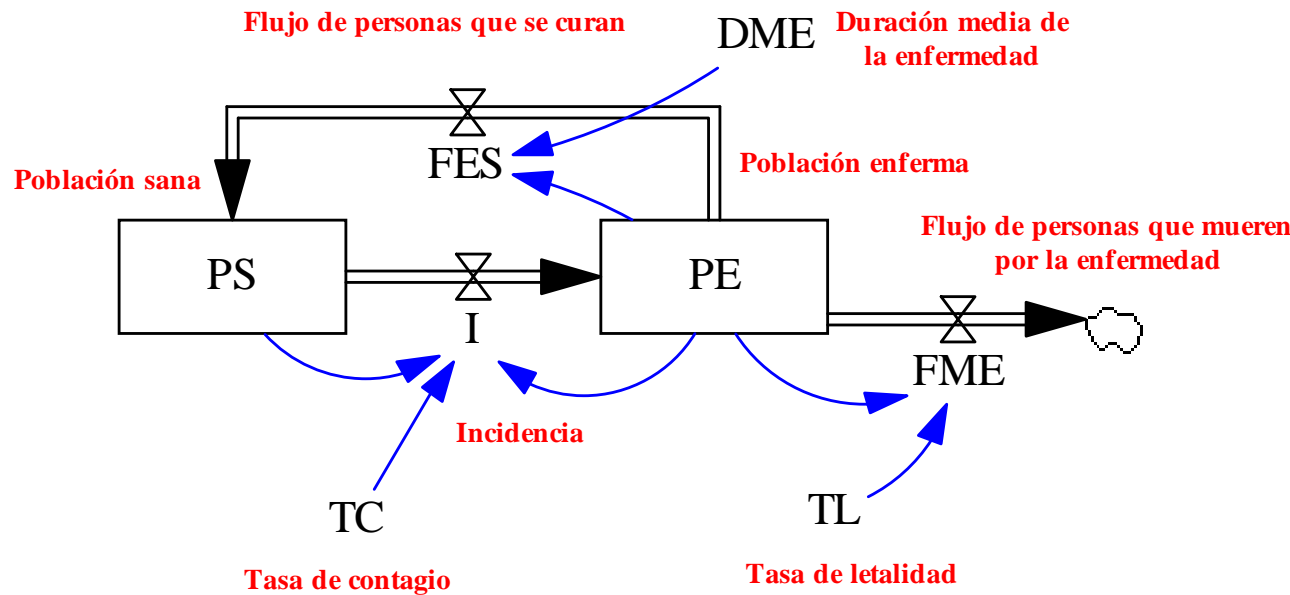 Flujo de personas que se curan
DME
Duración media de
la enfermedad
FES
Población enferma
Población sana
Flujo de personas que mueren
por la enfermedad
PS
PE
I
FME
Incidencia
TC
TL
Tasa de contagio
Tasa de letalidad